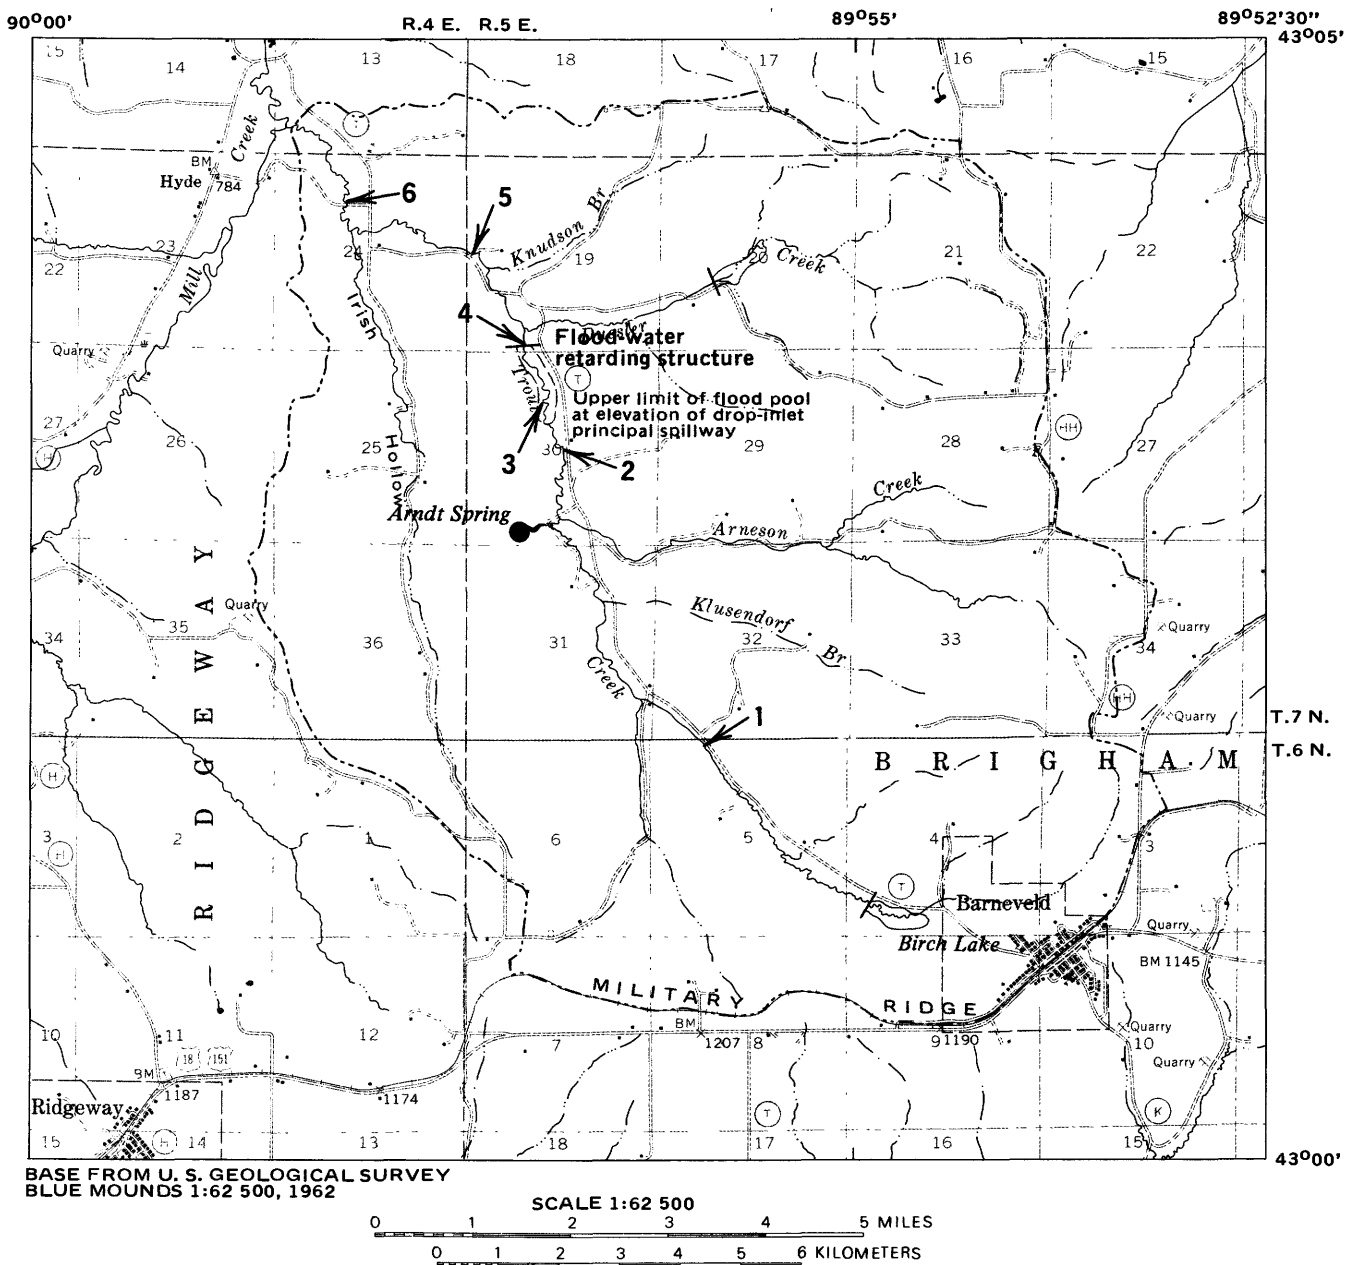 90°00'
R.4 E. R.5 E.
89°55'
89°52'30"
43°05'
15
14
13
18
17
16
15
T
Creek
BM
Hyde
784
6
5
Knudson Br
23
22
24
19
20
Creek
21
22
Mill
Irish
4
Quarry
Flood-water
retarding structure
Trout
T
Upper limit of flood pool
at elevation of drop-inlet
principal spillway
27
H
26
25
3
30
2
29
28
HH
27
Hollow
Creek
Arndt Spring
Arneson
Quarry
Klusendorf
Br
Quarry
34
35
36
31
32
33
34
Creek
HH
Quarry
1
T.7 N.
T.6 N.
RIDGEWAY
BRIGHAM
H
3
2
1
6
5
4
3
H
T
Barneveld
Birch Lake
Quarry
BM 1145
MILITARY RIDGE
10
11
12
7
BM
1207
8
9
1190
Quarry
10
Quarry
18
151
BM
1187
1174
Ridgeway
T
K
15
H
14
13
18
17
16
15
43°00'
BASE FROM U. S. GEOLOGICAL SURVEY
BLUE MOUNDS 1:62 500, 1962
SCALE 1:62 500
0 1 2 3 4 5 MILES
0 1 2 3 4 5 6 KILOMETERS